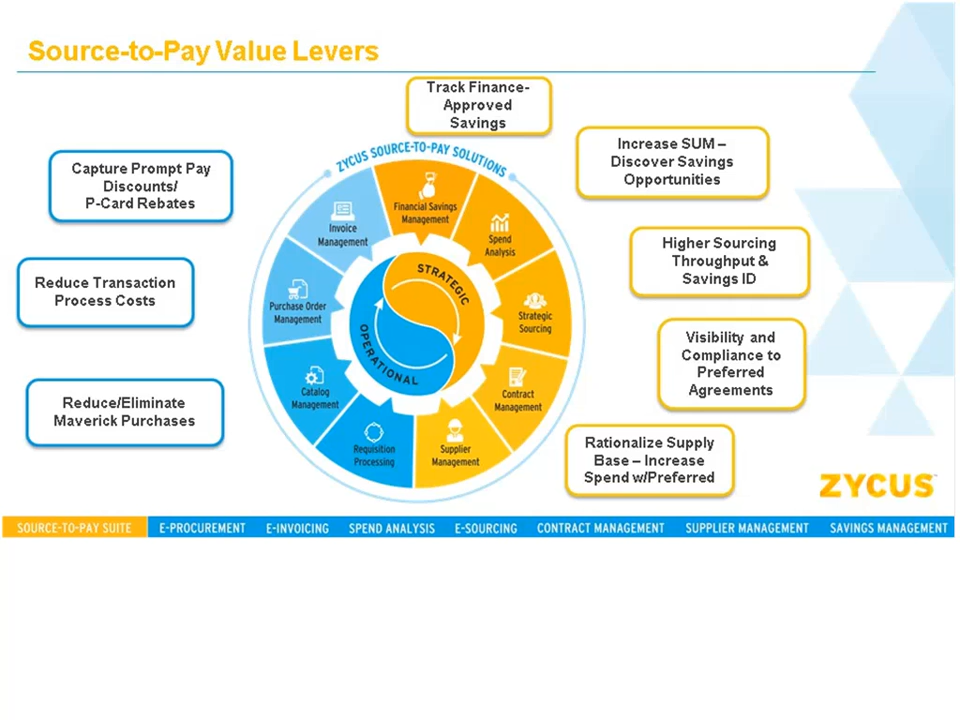 Source-to-Pay Value Levers
Track Finance-
Approved
Savings
Increase SUM –
Discover Savings
Opportunities
Higher Sourcing
Throughput &
Savings ID
Visibility and
Compliance to
Preferred
Agreements
Rationalize Supply
Base – Increase
Spend w/Preferred
Capture Prompt Pay
Discounts/
P-Card Rebates
Reduce Transaction
Process Costs
Reduce/Eliminate
Maverick Purchases
ZYCUS SOURCE-TO-PAY SOLUTIONS
Financial Savings
Management
Spend
Analysis
Strategic
Sourcing
Contract
Management
Supplier
Management
Requisition
Processing
Catalog
Management
Purchase Order
Management
Invoice
Management
STRATEGIC
OPERATIONAL
ZYCUS
SOURCE-TO-PAY SUITE E-PROCUREMENT E-INVOICING SPEND ANALYSIS E-SOURCING CONTRACT MANAGEMENT SUPPLIER MANAGEMENT SAVINGS MANAGEMENT